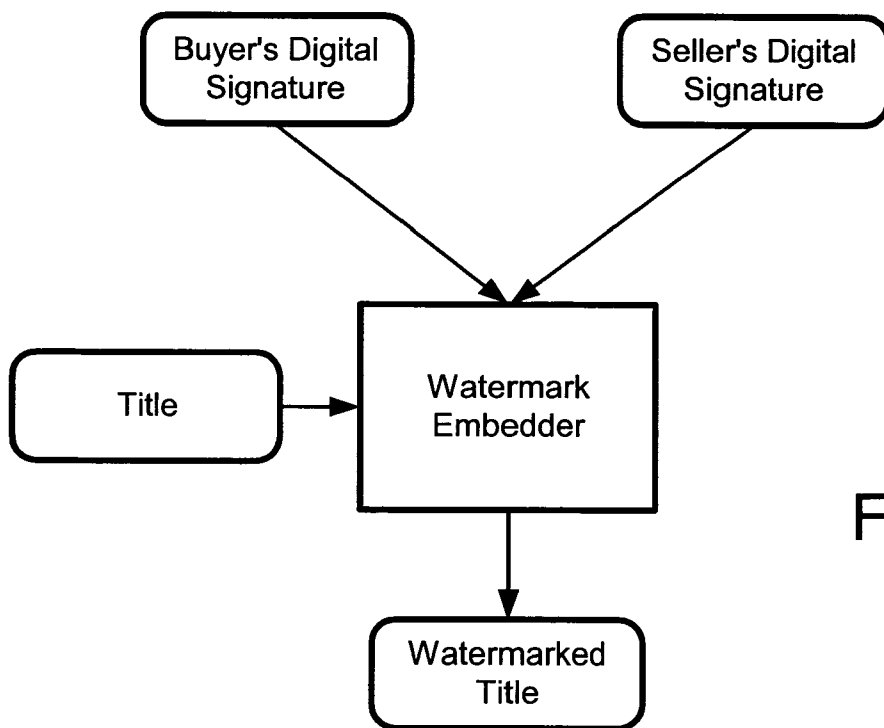 Buyer's Digital
Signature
Seller's Digital
Signature
Title
Watermark
Embedder
F
Watermarked
Title